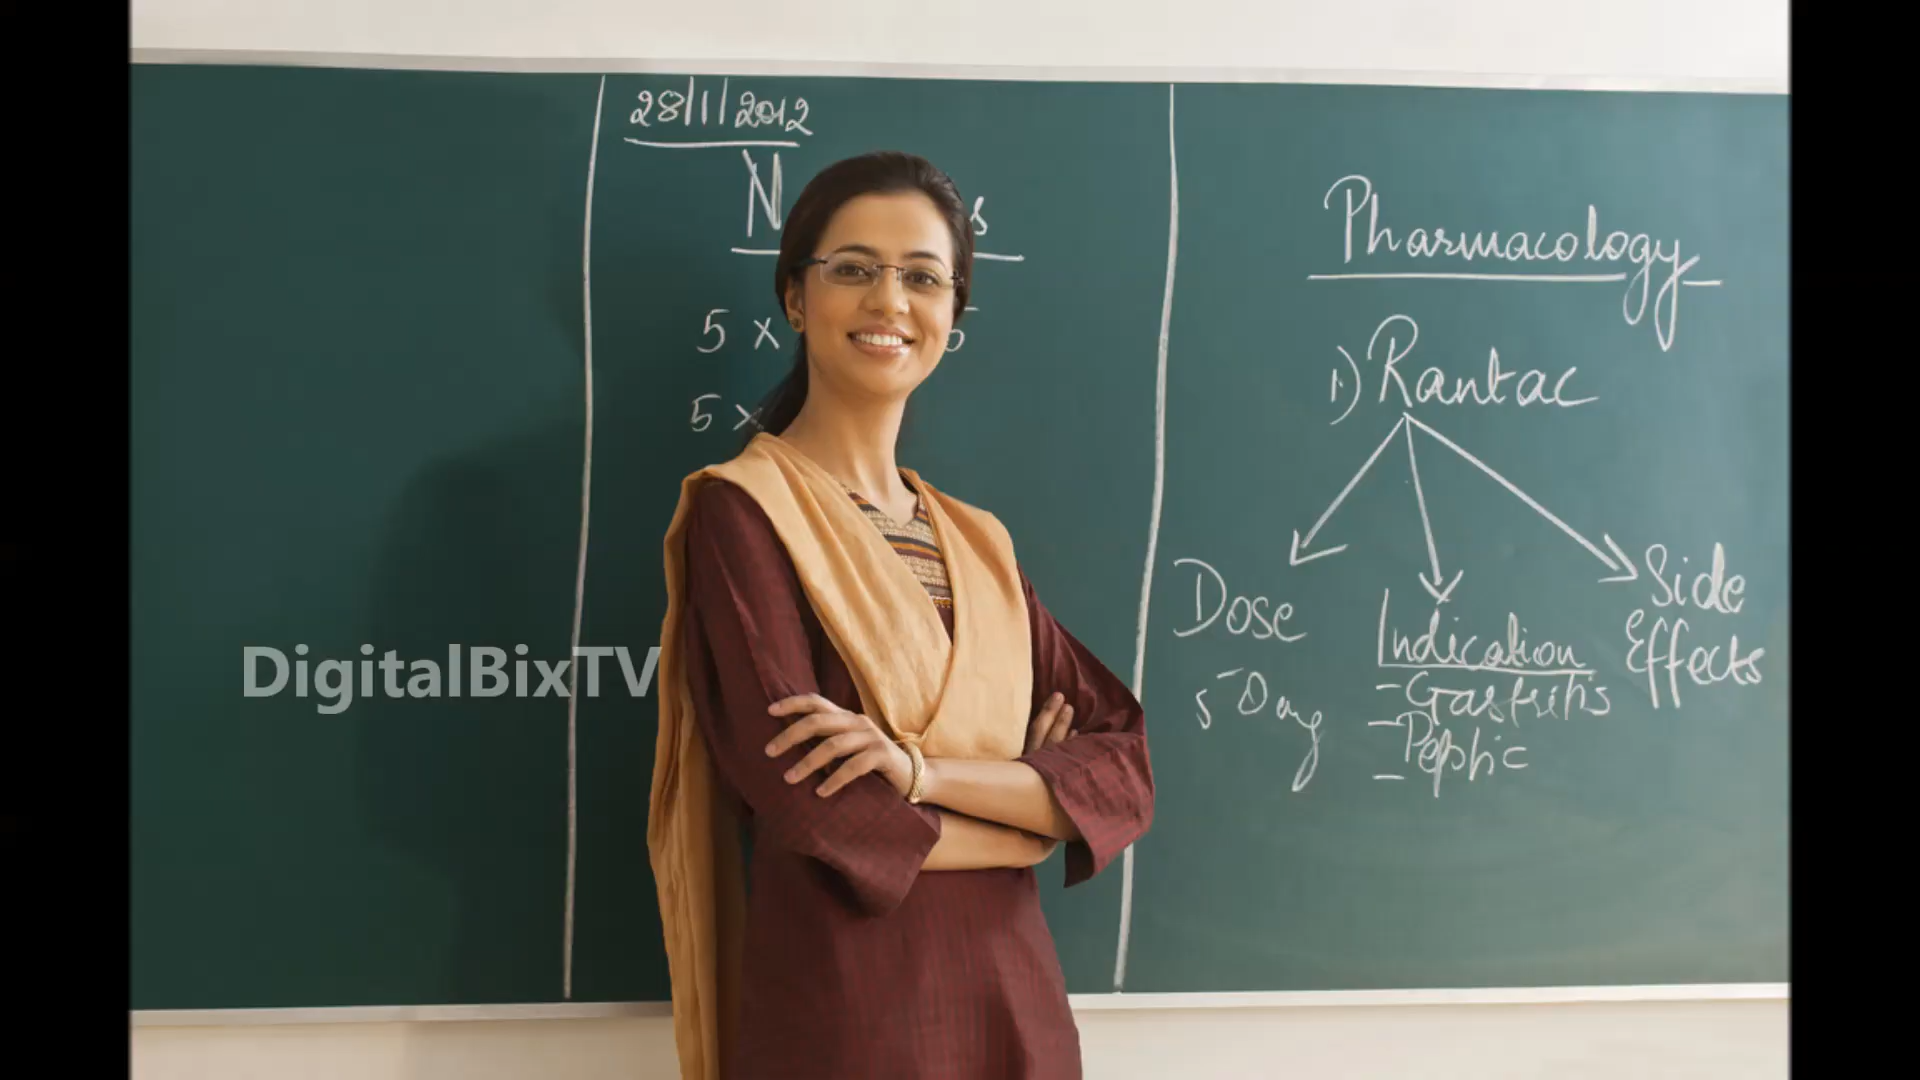 28/1/2012
5 ×
5 ×
Pharmacology
1) Rantac
Dose
5 Day
Indication
- Gastritis
- Peptic
-
Side
Effects
DigitalBixTV